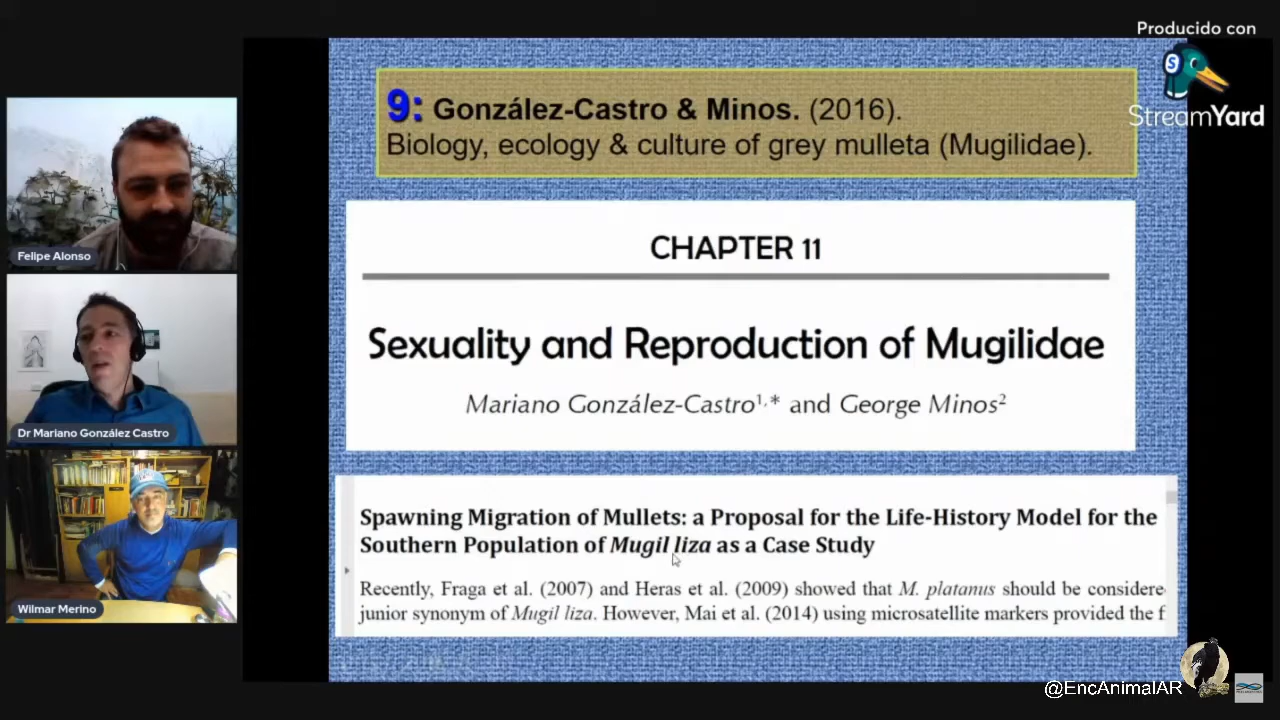 Producido con
StreamYard
9: González-Castro & Minos. (2016).
Biology, ecology & culture of grey mulleta (Mugilidae).
CHAPTER 11
Sexuality and Reproduction of Mugilidae
Mariano González-Castro1,* and George Minos2
Spawning Migration of Mullets: a Proposal for the Life-History Model for the
Southern Population of Mugil liza as a Case Study
Recently, Fraga et al. (2007) and Heras et al. (2009) showed that M. platanus should be considere
junior synonym of Mugil liza. However, Mai et al. (2014) using microsatellite markers provided the f
Felipe Alonso
Dr Mariano González Castro
Wilmar Merino
@EncAnimalAR